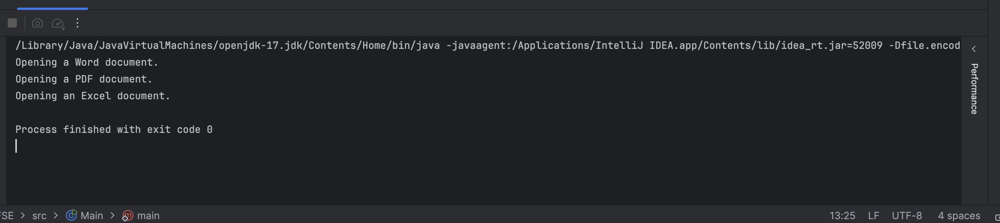 /Library/Java/JavaVirtualMachines/openjdk-17.jdk/Contents/Home/bin/java -javaagent:/Applications/IntelliJ IDEA.app/Contents/lib/idea_rt.jar=52009 -Dfile.encod
Opening a Word document.
Opening a PDF document.
Opening an Excel document.
Process finished with exit code 0
Performance
FSE > src > Main > main
13:25 LF UTF-8 4 spaces